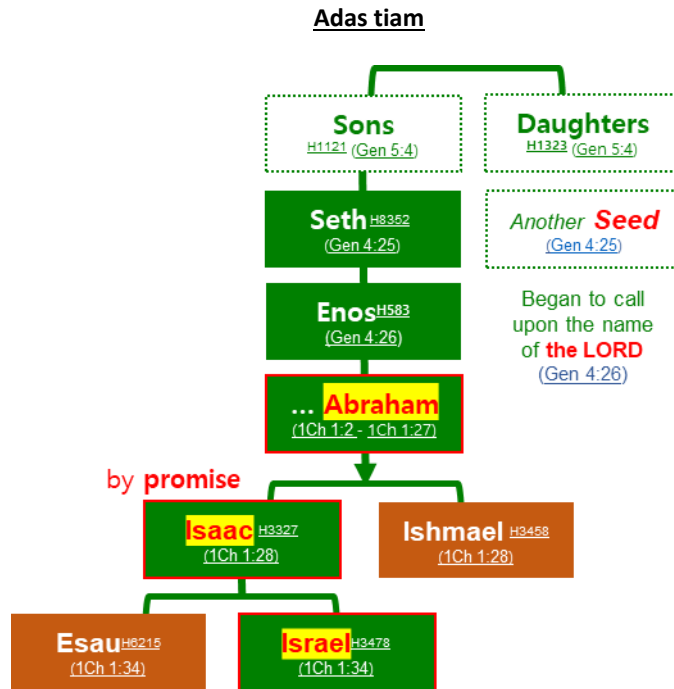 Adas tiam
Sons
H1121 (Gen 5:4)
Daughters
H1323 (Gen 5:4)
Seth H8352
(Gen 4:25)
Another Seed
(Gen 4:25)
Enos H583
(Gen 4:26)
Began to call
upon the name
of the LORD
(Gen 4:26)
... Abraham
(1Ch 1:2 - 1Ch 1:27)
by promise
Isaac H3327
(1Ch 1:28)
Ishmael H3458
(1Ch 1:28)
Esau H6215
(1Ch 1:34)
Israel H3478
(1Ch 1:34)